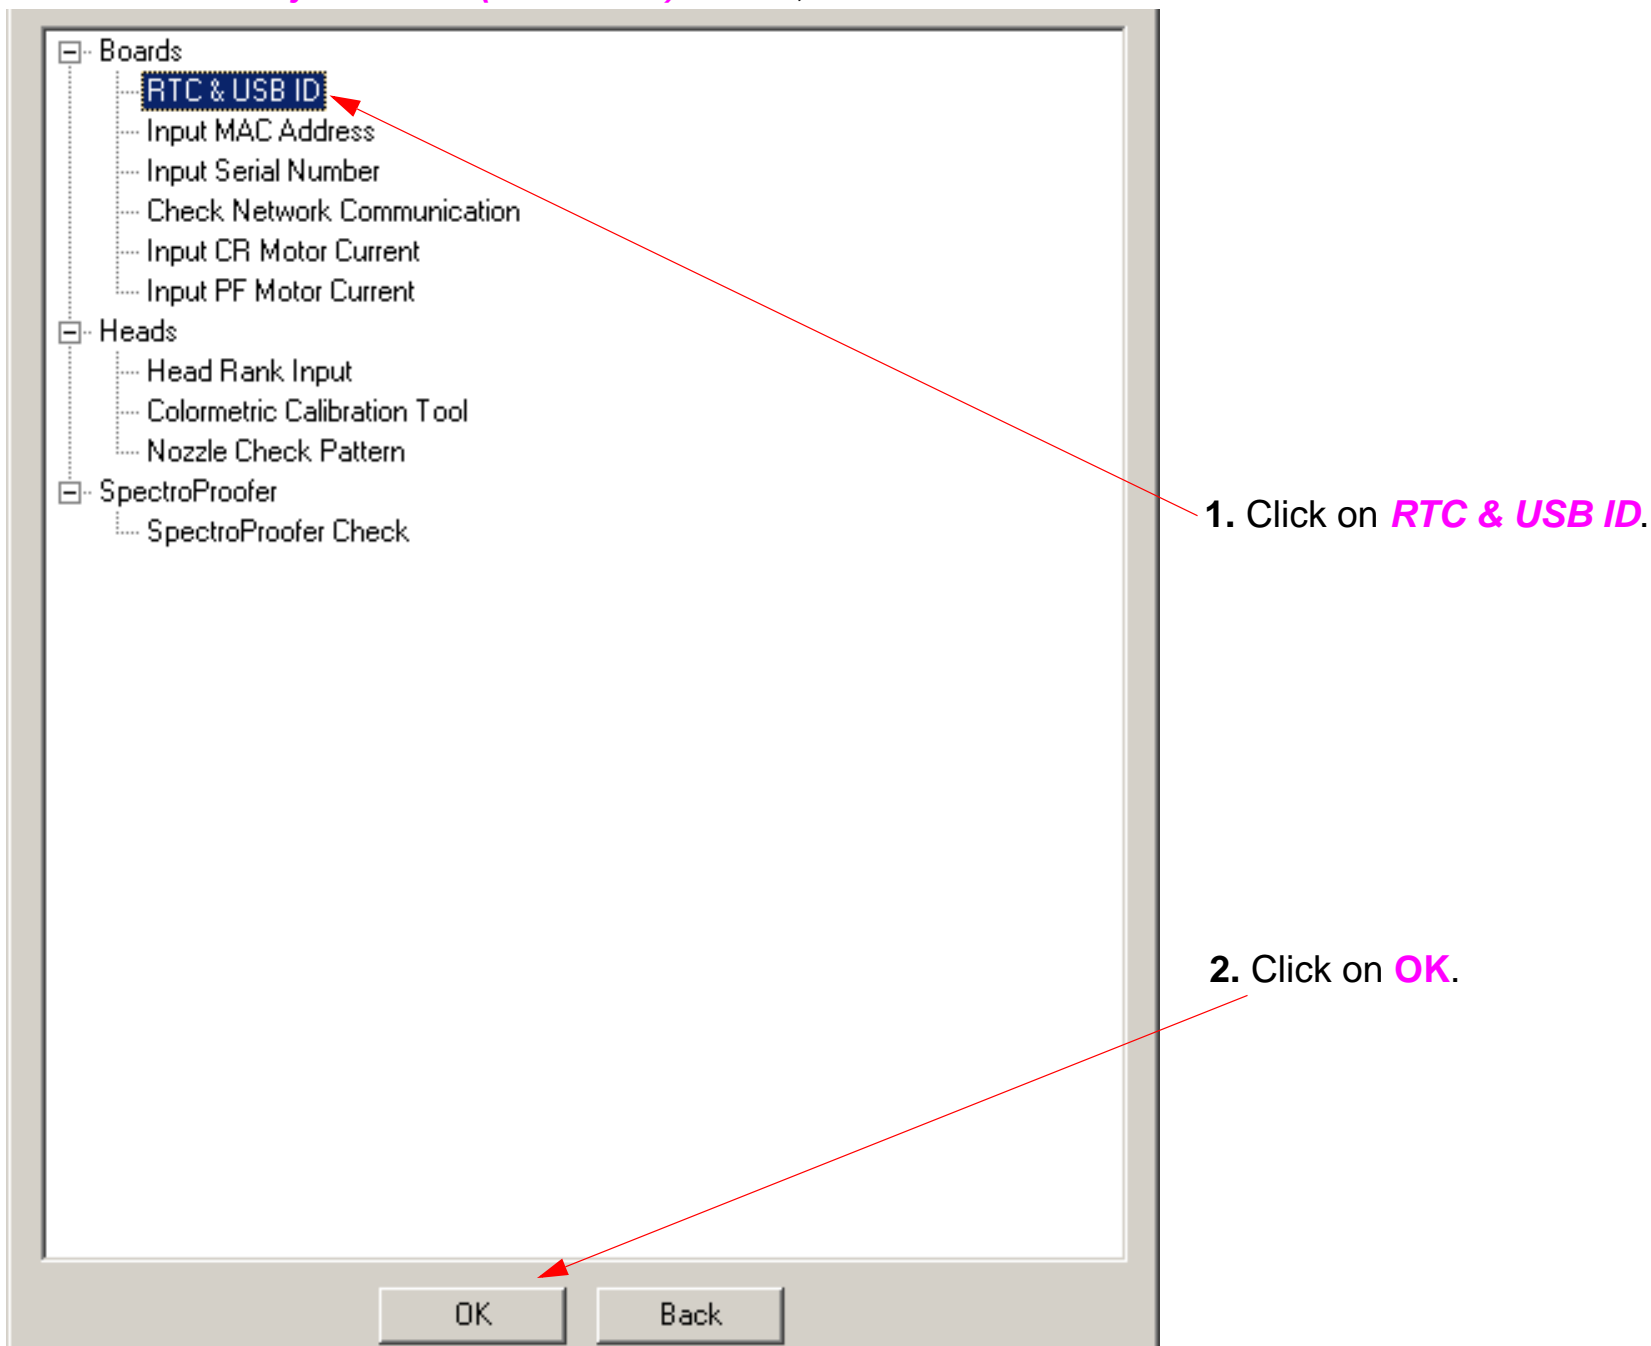 Boards
RTC & USB ID
Input MAC Address
Input Serial Number
Check Network Communication
Input CR Motor Current
Input PF Motor Current
Heads
Head Rank Input
Colormetric Calibration Tool
Nozzle Check Pattern
SpectroProofer
SpectroProofer Check
1. Click on RTC & USB ID.
2. Click on OK.
OK Back